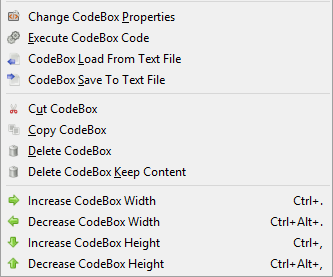 Change CodeBox Properties
Execute CodeBox Code
CodeBox Load From Text File
CodeBox Save To Text File
Cut CodeBox
Copy CodeBox
Delete CodeBox
Delete CodeBox Keep Content
Increase CodeBox Width Ctrl+.
Decrease CodeBox Width Ctrl+Alt+.
Increase CodeBox Height Ctrl+,
Decrease CodeBox Height Ctrl+Alt+,